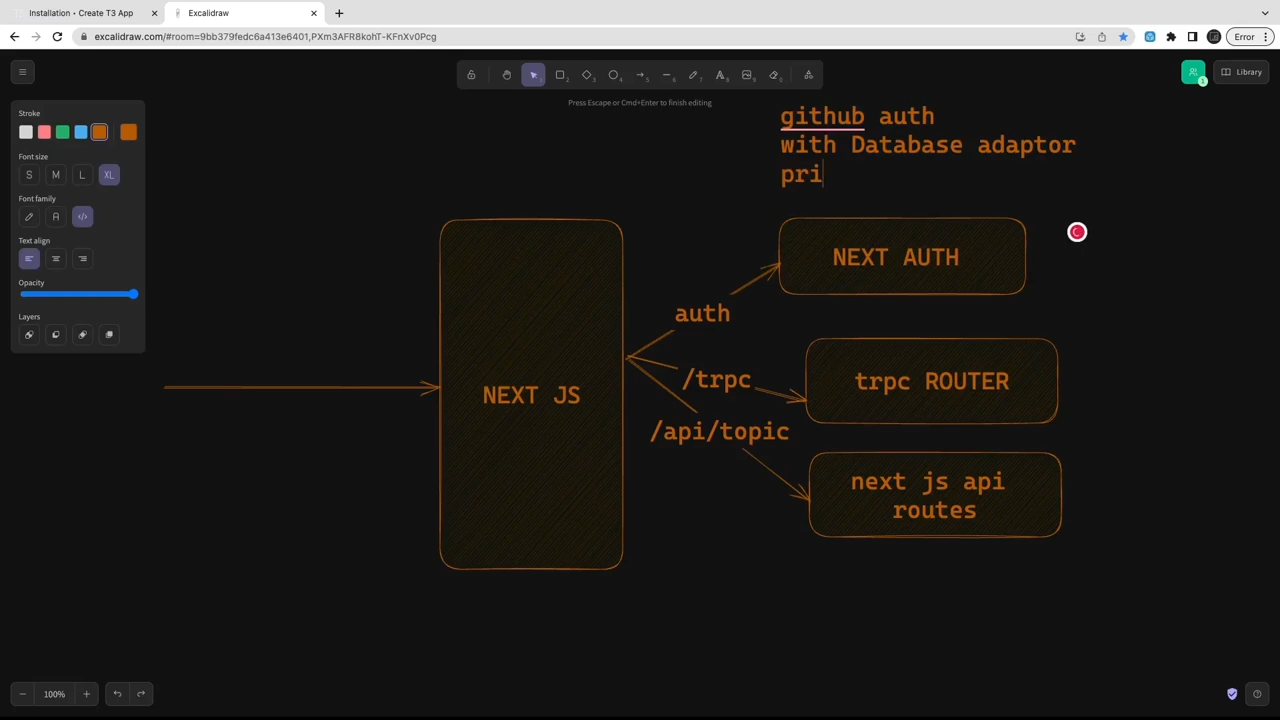 Installation • Create T3 App
Excalidraw
excalidraw.com/#room=9bb379fedc6a413e6401,PXm3AFR8kohT-KFnXv0Pcg
Error
Library
1
Press Escape or Cmd+Enter to finish editing
Stroke
Font size
S M L XL
Font family
Text align
Opacity
Layers
github auth
with Database adaptor
pri
NEXT AUTH
auth
/trpc
trpc ROUTER
NEXT JS
/api/topic
next js api
routes
100%